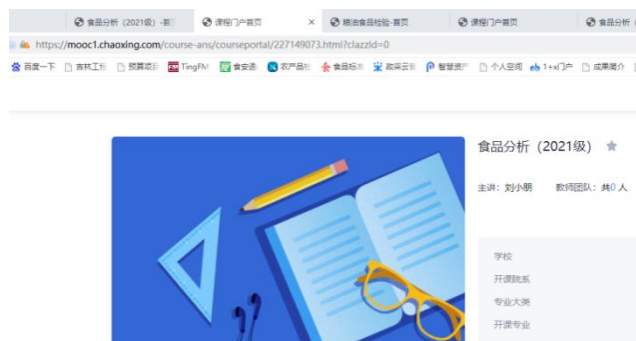 食品分析（2021级）-首
课程门户首页
粮油食品检验-首页
课程门户首页
食品分析（
https://mooc1.chaoxing.com/course-ans/courseportal/227149073.html?clazzId=0
百度一下 吉林工 预算项目 TingFM 食安通 农产品 食品标 政采云 智慧资产 个人空间 1+x门户 成果简介
食品分析（2021级）
主讲：刘小朋 教师团队：共0 人
学校
开课院系
专业大类
开课专业